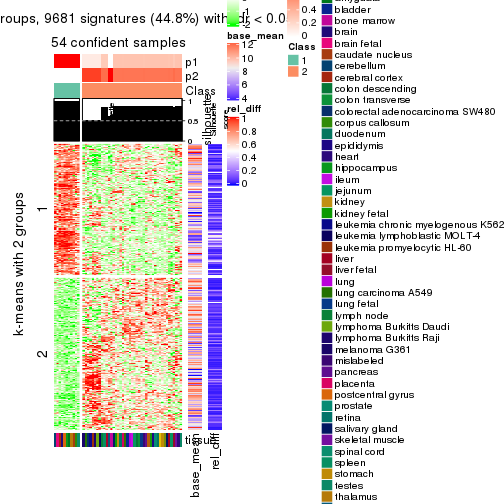 roups, 9681 signatures (44.8%) with
dr < 0.0
54 confident samples
p1
p2
Class
1
0.5
0
silhouette
1
2
k-means with 2 groups
tissue
base_mean
rel_diff
-2
base_mean
12
10
8
6
4
rel_diff
1
0.8
0.6
0.4
0.2
0
0.4
0.2
0
Class
1
2
bladder
bone marrow
brain
brain fetal
caudate nucleus
cerebellum
cerebral cortex
colon descending
colon transverse
colorectal adenocarcinoma SW480
corpus callosum
duodenum
epididymis
heart
hippocampus
ileum
jejunum
kidney
kidney fetal
leukemia chronic myelogenous K562
leukemia lymphoblastic MOLT-4
leukemia promyelocytic HL-60
liver
liver fetal
lung
lung carcinoma A549
lung fetal
lymph node
lymphoma Burkitts Daudi
lymphoma Burkitts Raji
melanoma G361
mislabeled
pancreas
placenta
postcentral gyrus
prostate
retina
salivary gland
skeletal muscle
spinal cord
spleen
stomach
testes
thalamus